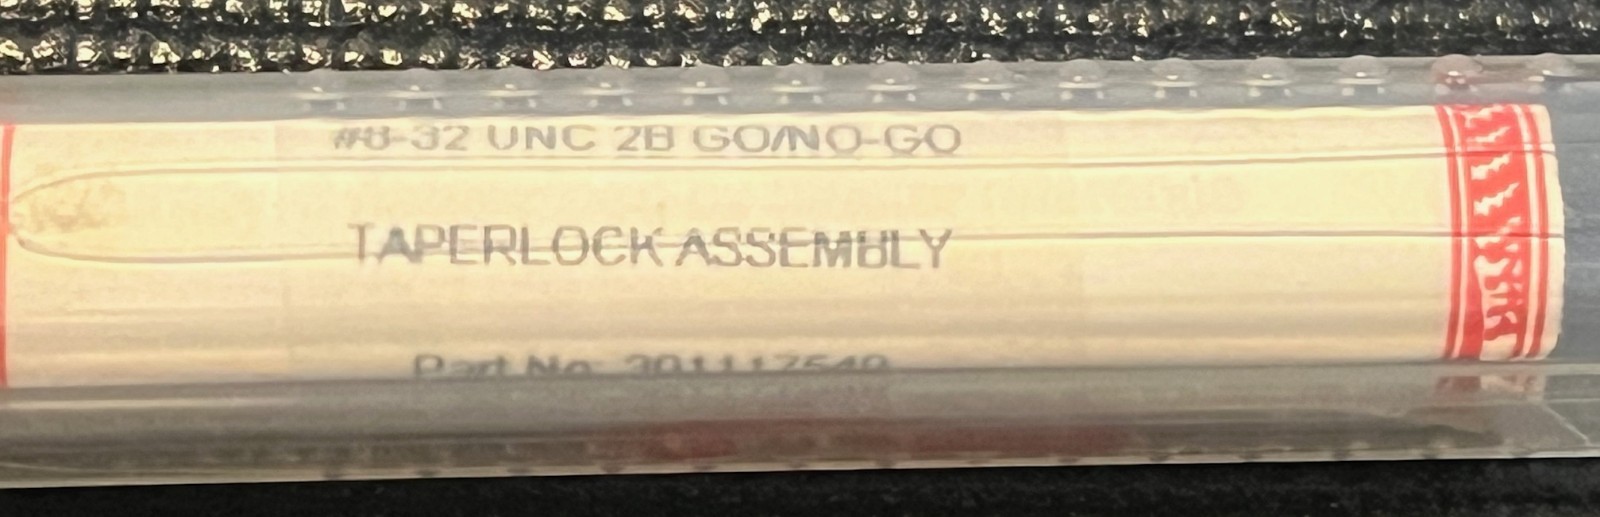 #8-32 UNC 2B GO/NO-GO
TAPERLOCK ASSEMBLY
Part No: